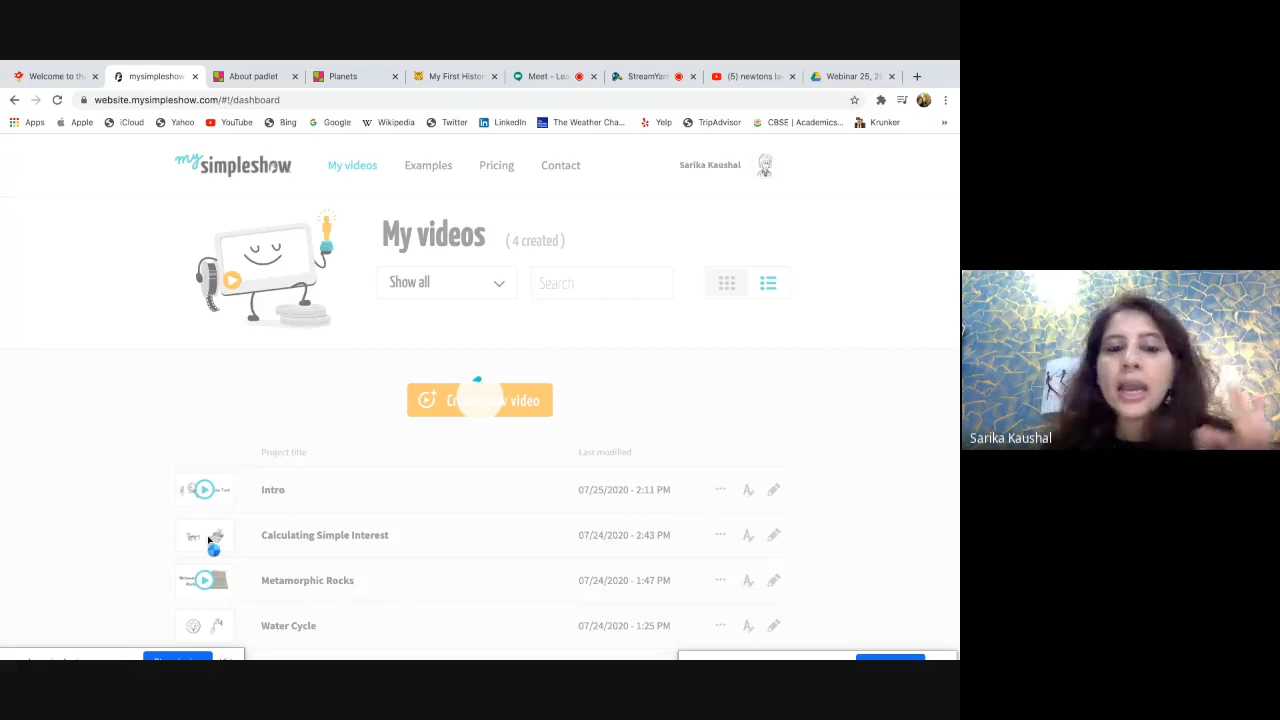 Welcome to the
mysimpleshow
About padlet
Planets
My First Histor
Meet - Lea
StreamYar
(5) newtons la
Webinar 25, 2
website.mysimpleshow.com/#!/dashboard
Apps
Apple
iCloud
Yahoo
YouTube
Bing
Google
Wikipedia
Twitter
LinkedIn
The Weather Cha...
Yelp
TripAdvisor
CBSE | Academics...
Krunker
my simpleshow
My videos
Examples
Pricing
Contact
Sarika Kaushal
My videos
( 4 created )
Show all
Search
video
Project title
Last modified
Intro
07/25/2020 - 2:11 PM
Calculating Simple Interest
07/24/2020 - 2:43 PM
Metamorphic Rocks
07/24/2020 - 1:47 PM
Water Cycle
07/24/2020 - 1:25 PM
Sarika Kaushal